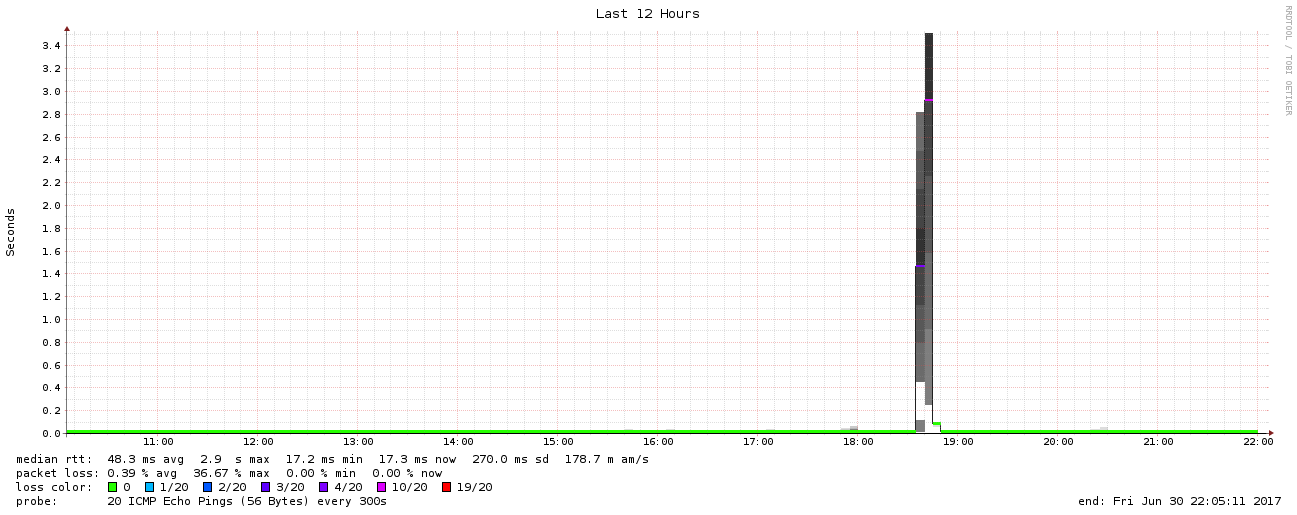 Last 12 Hours
RRDTOOL / TOBI OETIKER
Seconds
3.4
3.2
3.0
2.8
2.6
2.4
2.2
2.0
1.8
1.6
1.4
1.2
1.0
0.8
0.6
0.4
0.2
0.0
11:00 12:00 13:00 14:00 15:00 16:00 17:00 18:00 19:00 20:00 21:00 22:00
median rtt: 48.3 ms avg 2.9 s max 17.2 ms min 17.3 ms now 270.0 ms sd 178.7 m am/s
packet loss: 0.39 % avg 36.67 % max 0.00 % min 0.00 % now
loss color: 0 1/20 2/20 3/20 4/20 10/20 19/20
probe: 20 ICMP Echo Pings (56 Bytes) every 300s end: Fri Jun 30 22:05:11 2017